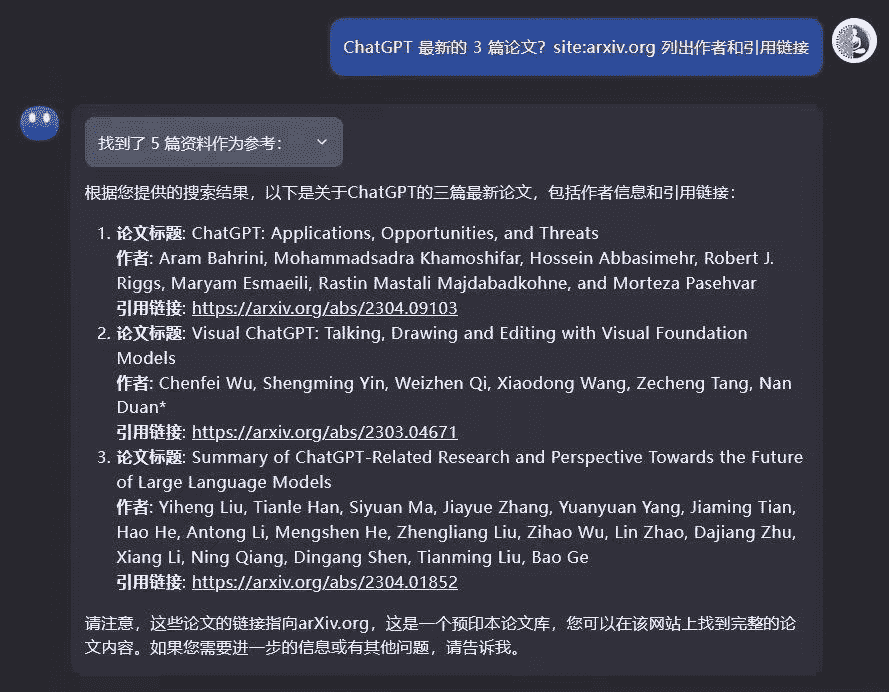 ChatGPT 最新的 3 篇论文？site:arxiv.org 列出作者和引用链接
找到了 5 篇资料作为参考：
根据您提供的搜索结果，以下是关于ChatGPT的三篇最新论文，包括作者信息和引用链接：
1. 论文标题: ChatGPT: Applications, Opportunities, and Threats
作者: Aram Bahrini, Mohammadsadra Khamoshifar, Hossein Abbasimehr, Robert J.
Riggs, Maryam Esmaeili, Rastin Mastali Majdabadkohne, and Morteza Pasehvar
引用链接: https://arxiv.org/abs/2304.09103
2. 论文标题: Visual ChatGPT: Talking, Drawing and Editing with Visual Foundation
Models
作者: Chenfei Wu, Shengming Yin, Weizhen Qi, Xiaodong Wang, Zecheng Tang, Nan
Duan*
引用链接: https://arxiv.org/abs/2303.04671
3. 论文标题: Summary of ChatGPT-Related Research and Perspective Towards the Future
of Large Language Models
作者: Yiheng Liu, Tianle Han, Siyuan Ma, Jiayue Zhang, Yuanyuan Yang, Jiaming Tian,
Hao He, Antong Li, Mengshen He, Zhengliang Liu, Zihao Wu, Lin Zhao, Dajiang Zhu,
Xiang Li, Ning Qiang, Dingang Shen, Tianming Liu, Bao Ge
引用链接: https://arxiv.org/abs/2304.01852
请注意，这些论文的链接指向arXiv.org，这是一个预印本论文库，您可以在该网站上找到完整的论
文内容。如果您需要进一步的信息或有其他问题，请告诉我。